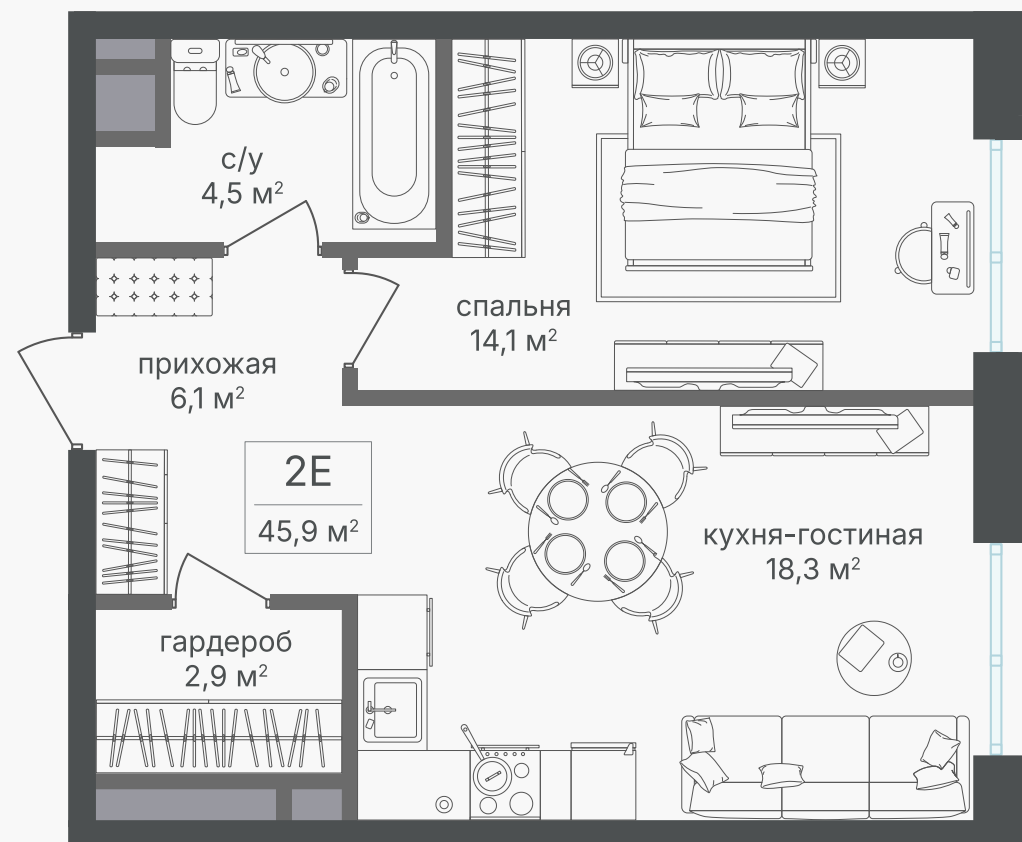 с/у
4,5 м²
спальня
14,1 м²
прихожая
6,1 м²
2Е
45,9 м²
кухня-гостиная
18,3 м²
гардероб
2,9 м²